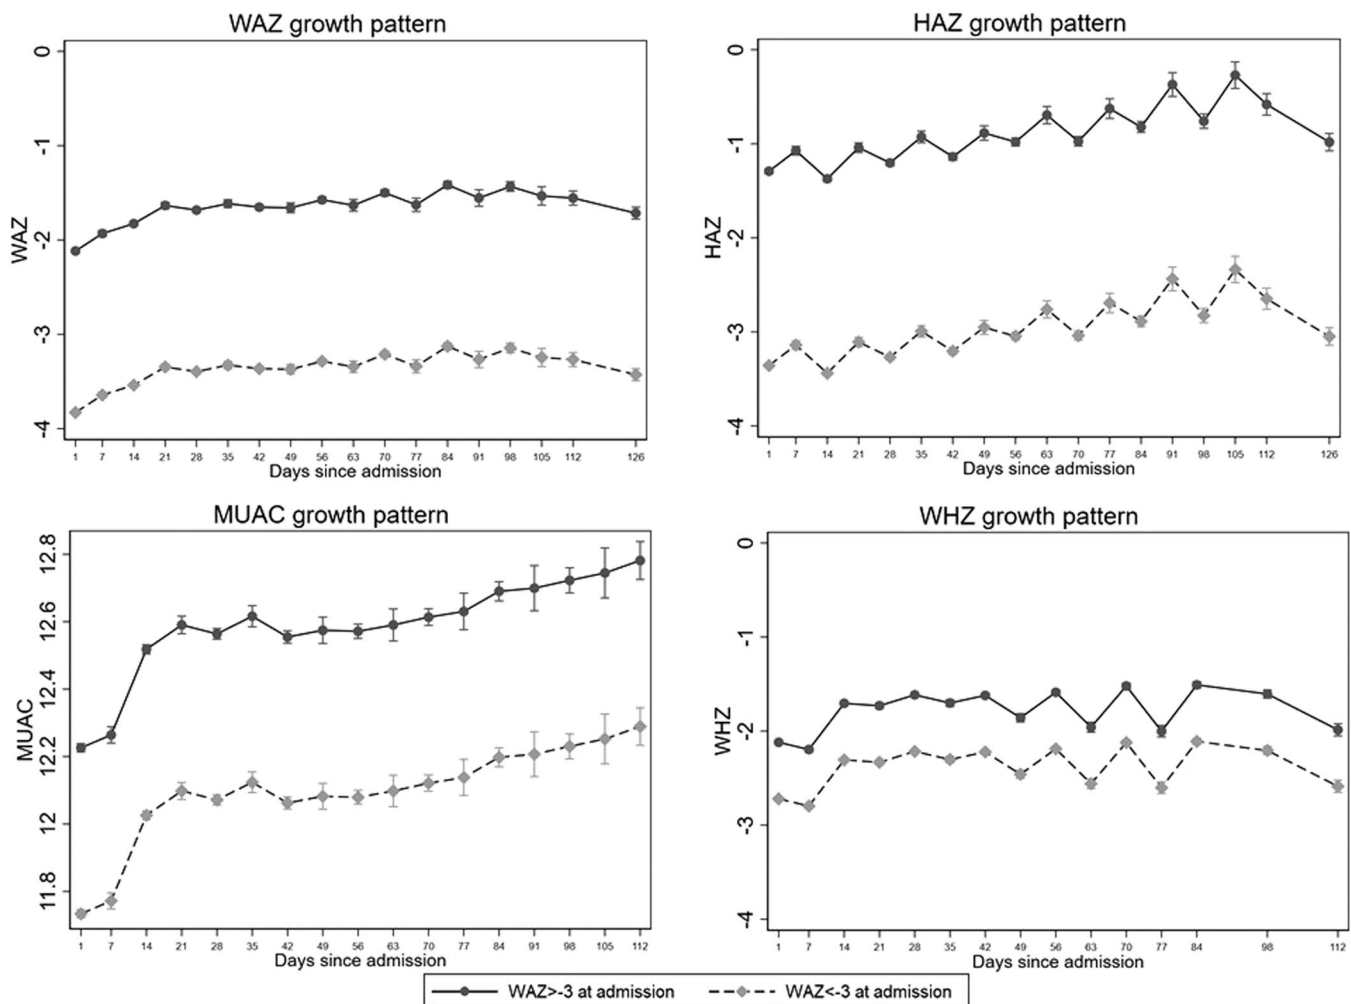 WAZ growth pattern
0
-1
-2
-3
-4
WAZ
1 7 14 21 28 35 42 49 56 63 70 77 84 91 98 105 112 126
Days since admission
HAZ growth pattern
0
-1
-2
-3
-4
HAZ
1 7 14 21 28 35 42 49 56 63 70 77 84 91 98 105 112 126
Days since admission
MUAC growth pattern
12.8
12.6
12.4
12.2
12
11.8
MUAC
1 7 14 21 28 35 42 49 56 63 70 77 84 91 98 105 112
Days since admission
WHZ growth pattern
0
-1
-2
-3
-4
WHZ
1 7 14 21 28 35 42 49 56 63 70 77 84 98 112
Days since admission
WAZ>-3 at admission WAZ<-3 at admission